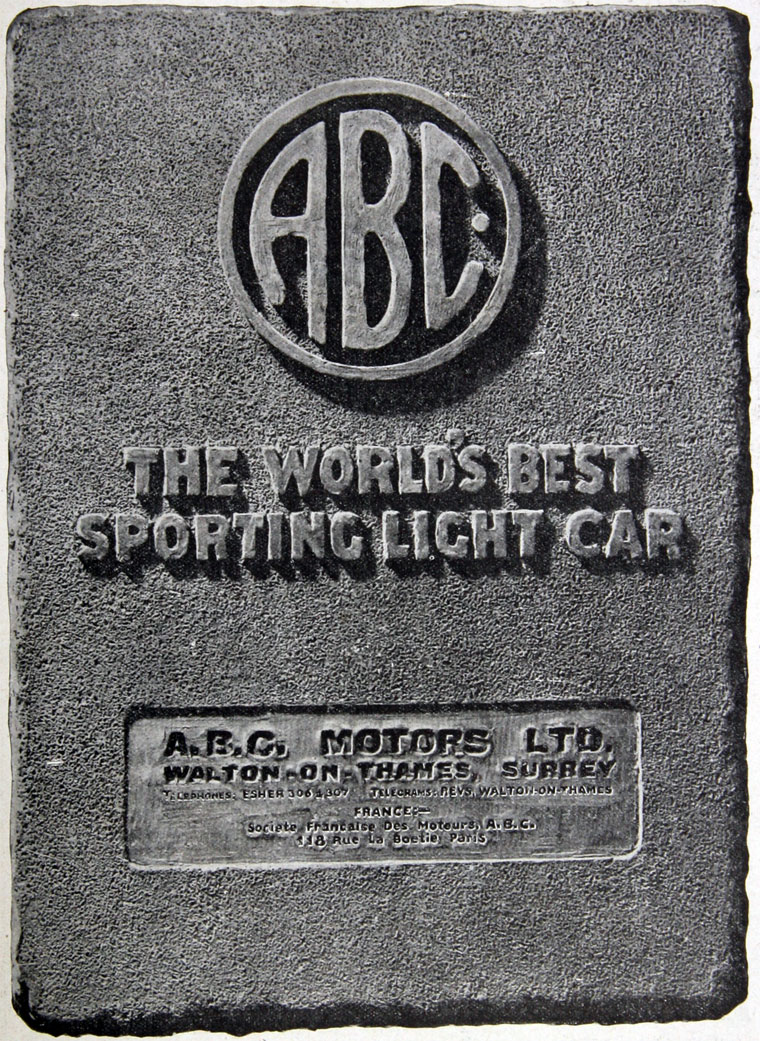 ABC
THE WORLD'S BEST
SPORTING LIGHT CAR
A.B.C. MOTORS LTD.
WALTON-ON-THAMES, SURREY
TELEPHONES: ESHER 306 & 307 TELEGRAMS: REVS, WALTON-ON-THAMES
FRANCE:—
Societe Francaise Des Moteurs, A.B.C.
118 Rue La Boetie, Paris